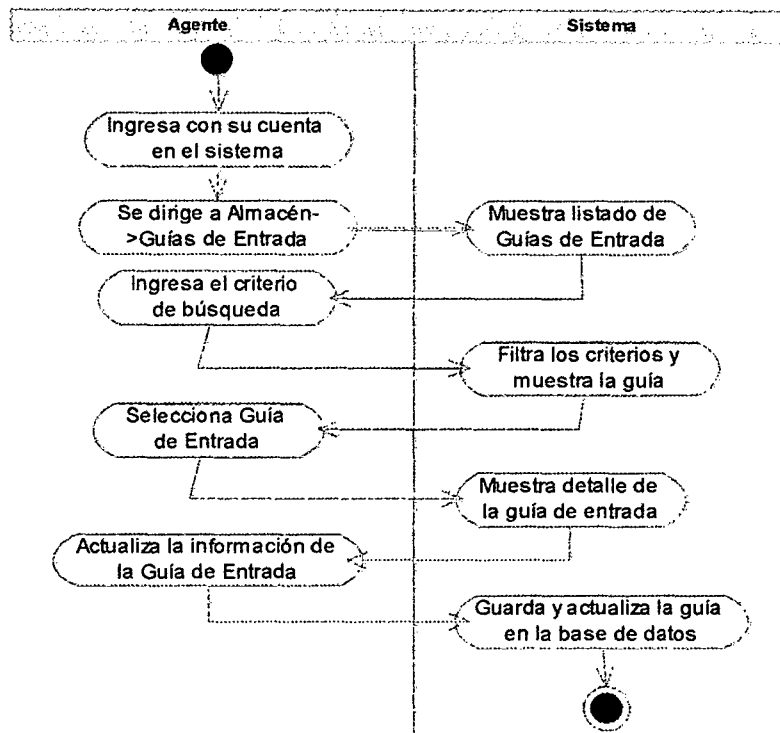 Agente
Sistema
Ingresa con su cuenta
en el sistema
Se dirige a Almacén-
>Guías de Entrada
Muestra listado de
Guías de Entrada
Ingresa el criterio
de búsqueda
Filtra los criterios y
muestra la guía
Selecciona Guía
de Entrada
Muestra detalle de
la guía de entrada
Actualiza la información de
la Guía de Entrada
Guarda y actualiza la guía
en la base de datos